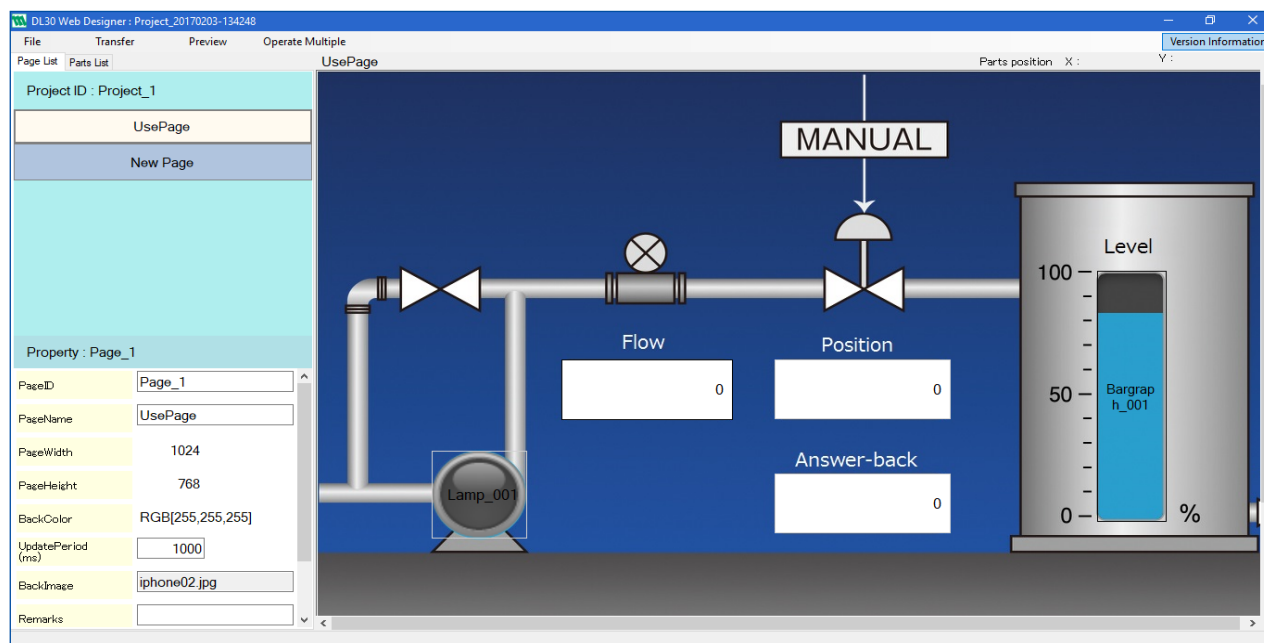 DL30 Web Designer : Project_20170203-134248
File Transfer Preview Operate Multiple Version Information
Page List Parts List UsePage Parts position X : Y :
Project ID : Project_1
UsePage
New Page
MANUAL
Level
100
50
0
%
Bargrap
h_001
Flow
0
Position
0
Answer-back
0
Lamp_001
Property : Page_1
PageID Page_1
PageName UsePage
PageWidth 1024
PageHeight 768
BackColor RGB[255,255,255]
UpdatePeriod
(ms) 1000
BackImage iphone02.jpg
Remarks